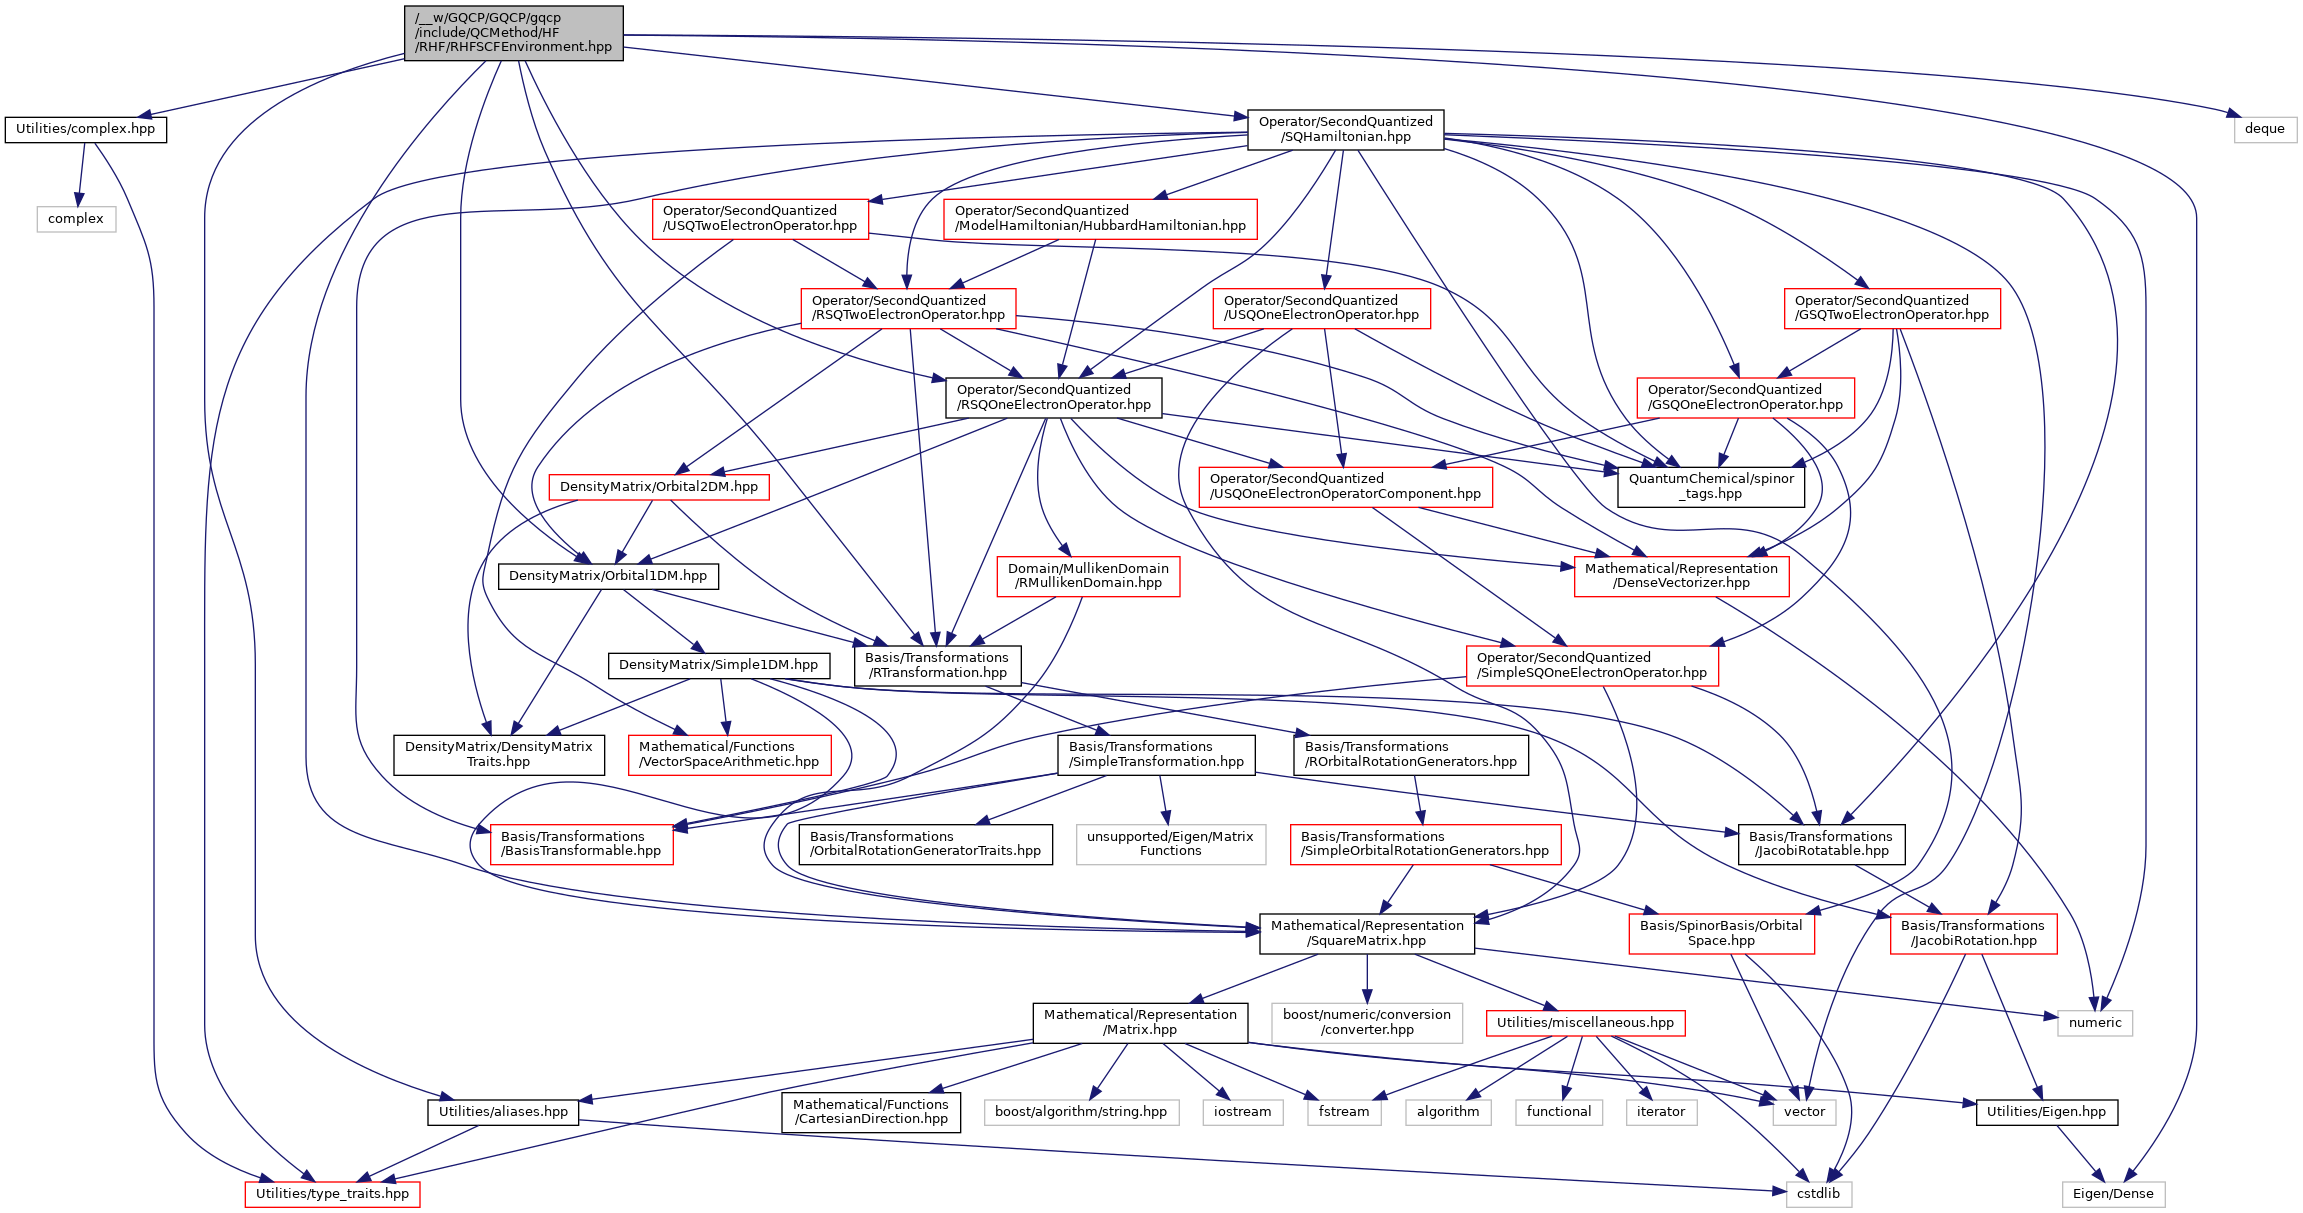 /__w/GQCP/GQCP/gqcp
/include/QCMethod/HF
/RHF/RHFSCFEnvironment.hpp
Utilities/complex.hpp
Operator/SecondQuantized
/SQHamiltonian.hpp
deque
complex
Operator/SecondQuantized
/USQTwoElectronOperator.hpp
Operator/SecondQuantized
/ModelHamiltonian/HubbardHamiltonian.hpp
Operator/SecondQuantized
/RSQTwoElectronOperator.hpp
Operator/SecondQuantized
/USQOneElectronOperator.hpp
Operator/SecondQuantized
/GSQTwoElectronOperator.hpp
Operator/SecondQuantized
/RSQOneElectronOperator.hpp
Operator/SecondQuantized
/GSQOneElectronOperator.hpp
DensityMatrix/Orbital2DM.hpp
Operator/SecondQuantized
/USQOneElectronOperatorComponent.hpp
QuantumChemical/spinor
_tags.hpp
DensityMatrix/Orbital1DM.hpp
Domain/MullikenDomain
/RMullikenDomain.hpp
Mathematical/Representation
/DenseVectorizer.hpp
DensityMatrix/Simple1DM.hpp
Basis/Transformations
/RTransformation.hpp
Operator/SecondQuantized
/SimpleSQOneElectronOperator.hpp
DensityMatrix/DensityMatrix
Traits.hpp
Mathematical/Functions
/VectorSpaceArithmetic.hpp
Basis/Transformations
/SimpleTransformation.hpp
Basis/Transformations
/ROrbitalRotationGenerators.hpp
Basis/Transformations
/BasisTransformable.hpp
Basis/Transformations
/OrbitalRotationGeneratorTraits.hpp
unsupported/Eigen/Matrix
Functions
Basis/Transformations
/SimpleOrbitalRotationGenerators.hpp
Basis/Transformations
/JacobiRotatable.hpp
Mathematical/Representation
/SquareMatrix.hpp
Basis/SpinorBasis/Orbital
Space.hpp
Basis/Transformations
/JacobiRotation.hpp
Mathematical/Representation
/Matrix.hpp
boost/numeric/conversion
/converter.hpp
Utilities/miscellaneous.hpp
numeric
Utilities/aliases.hpp
Mathematical/Functions
/CartesianDirection.hpp
boost/algorithm/string.hpp
iostream
fstream
algorithm
functional
iterator
vector
Utilities/Eigen.hpp
Utilities/type_traits.hpp
cstdlib
Eigen/Dense